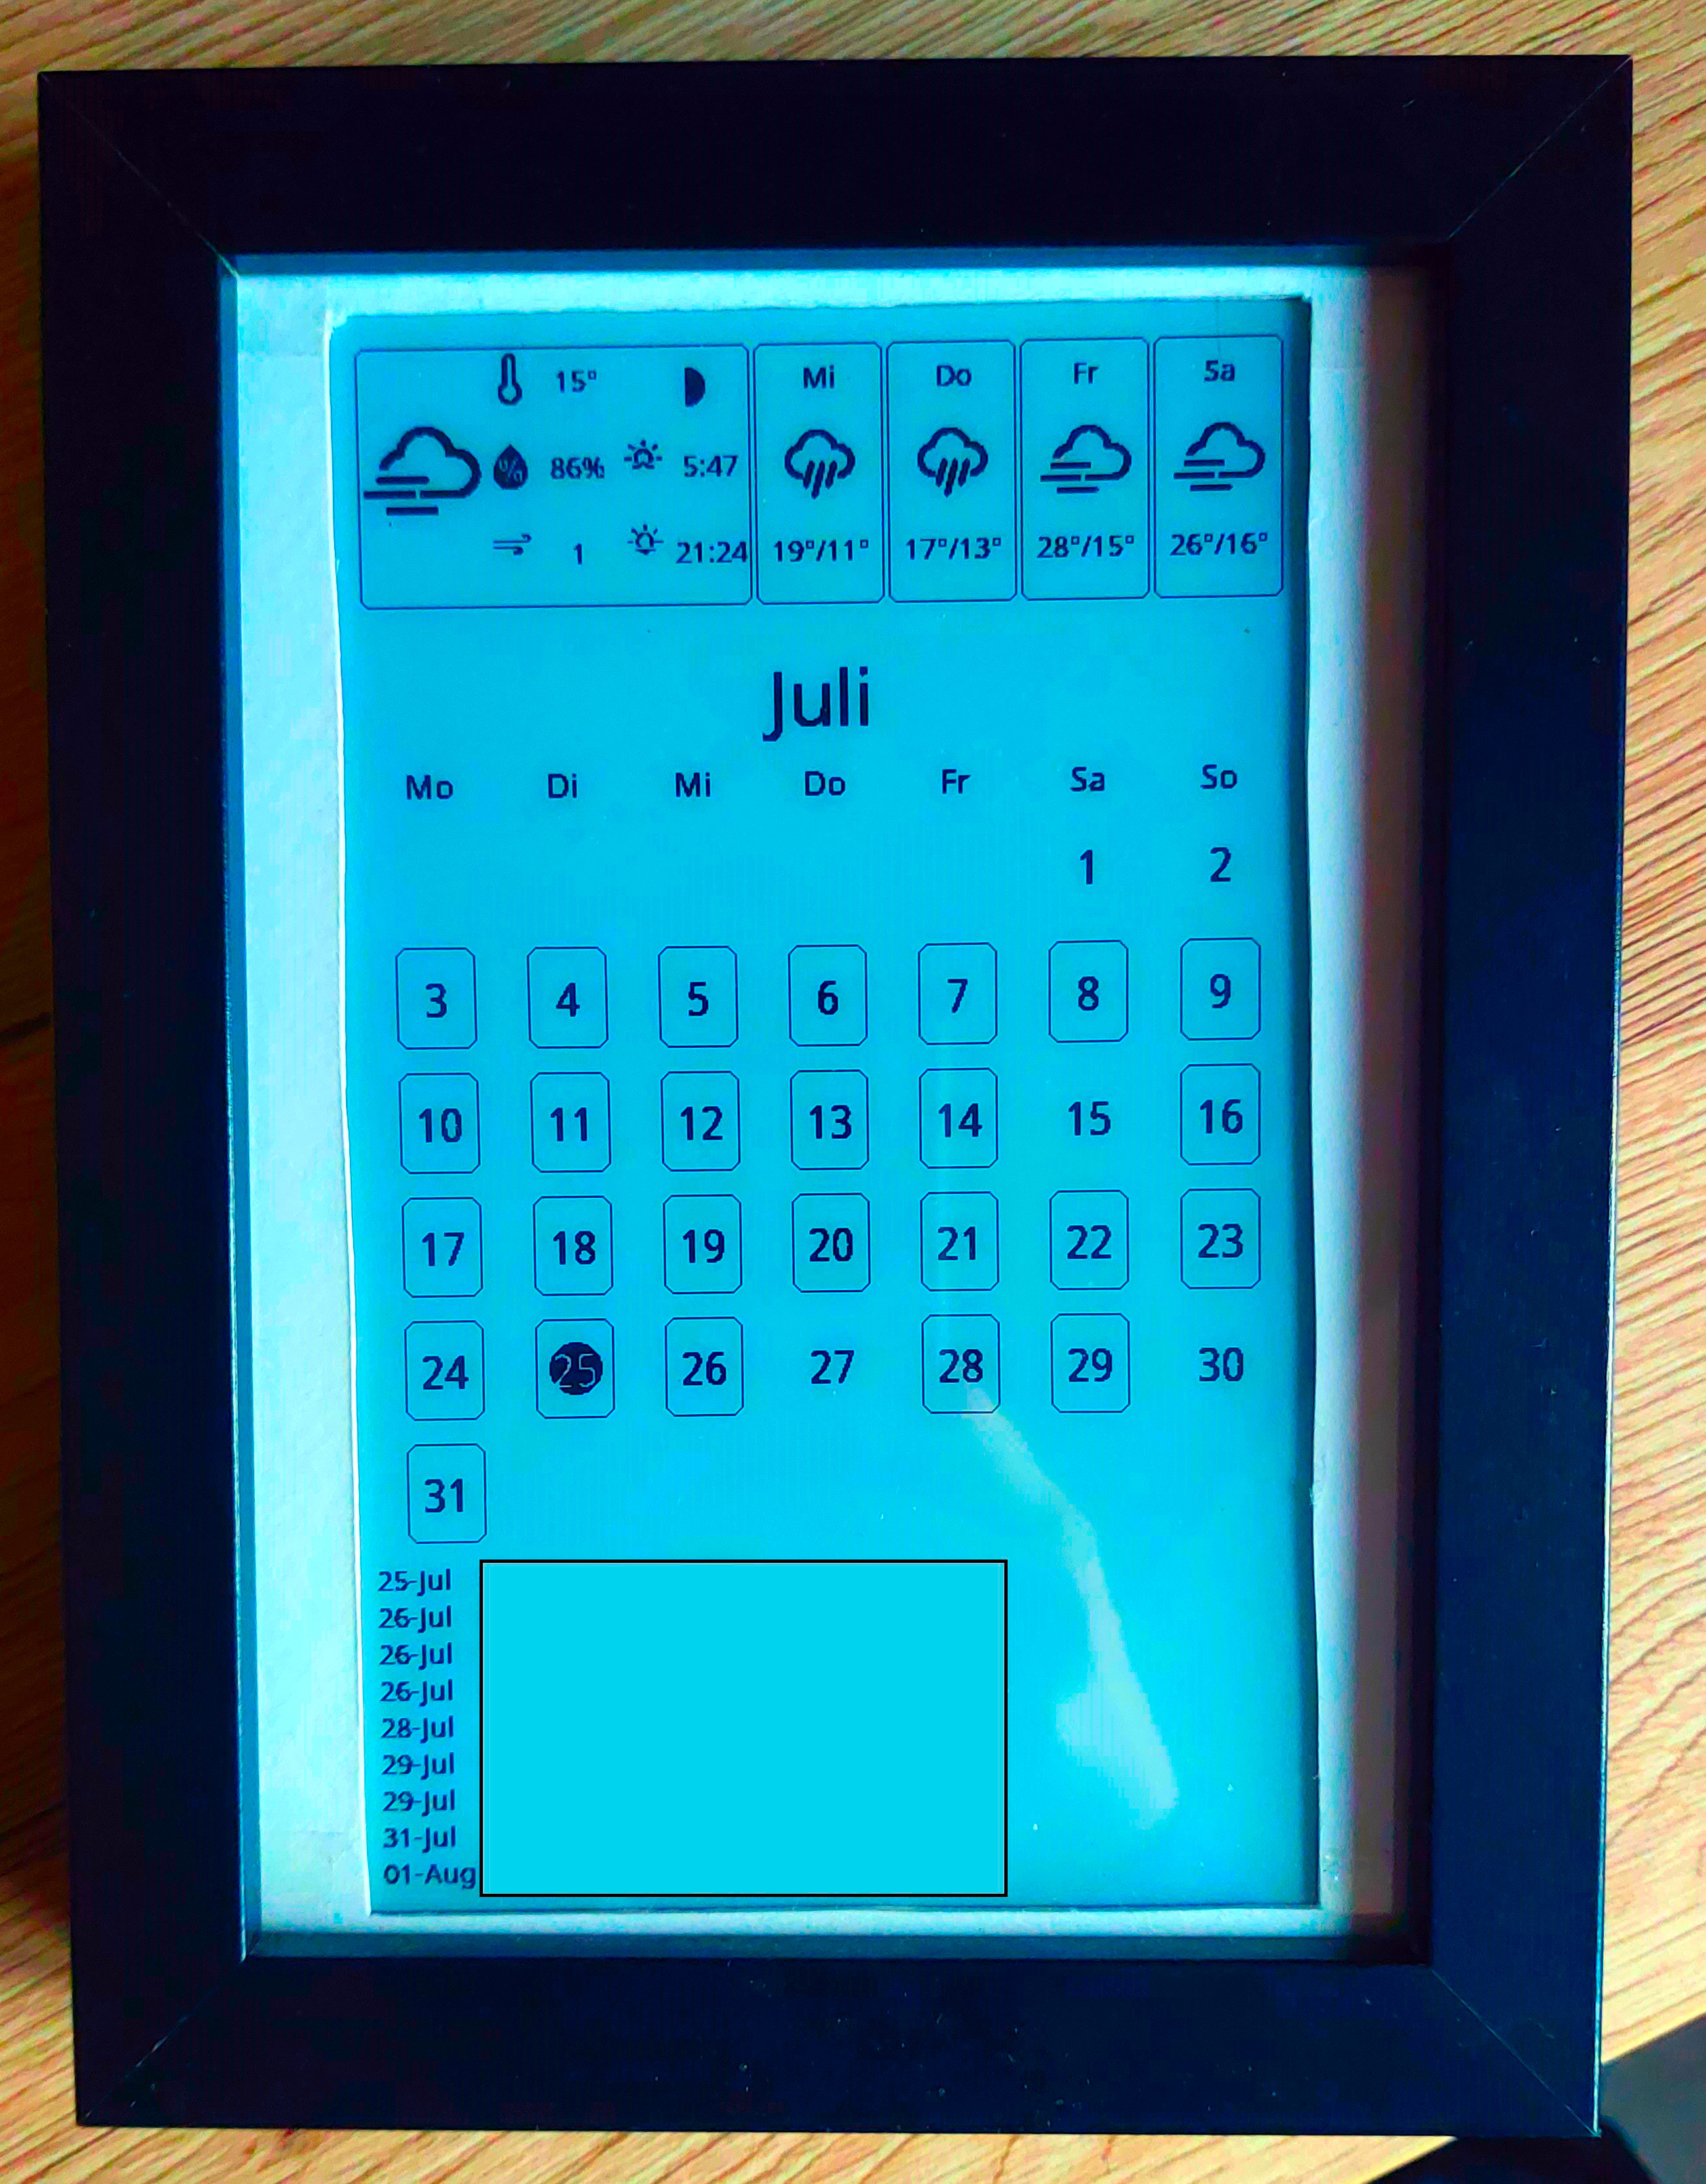 15° Mi Do Fr Sa
86% 5:47
1 21:24 19°/11° 17°/13° 28°/15° 26°/16°
Juli
Mo Di Mi Do Fr Sa So
1 2
3 4 5 6 7 8 9
10 11 12 13 14 15 16
17 18 19 20 21 22 23
24 25 26 27 28 29 30
31
25-Jul
26-Jul
26-Jul
26-Jul
28-Jul
29-Jul
29-Jul
31-Jul
01-Aug